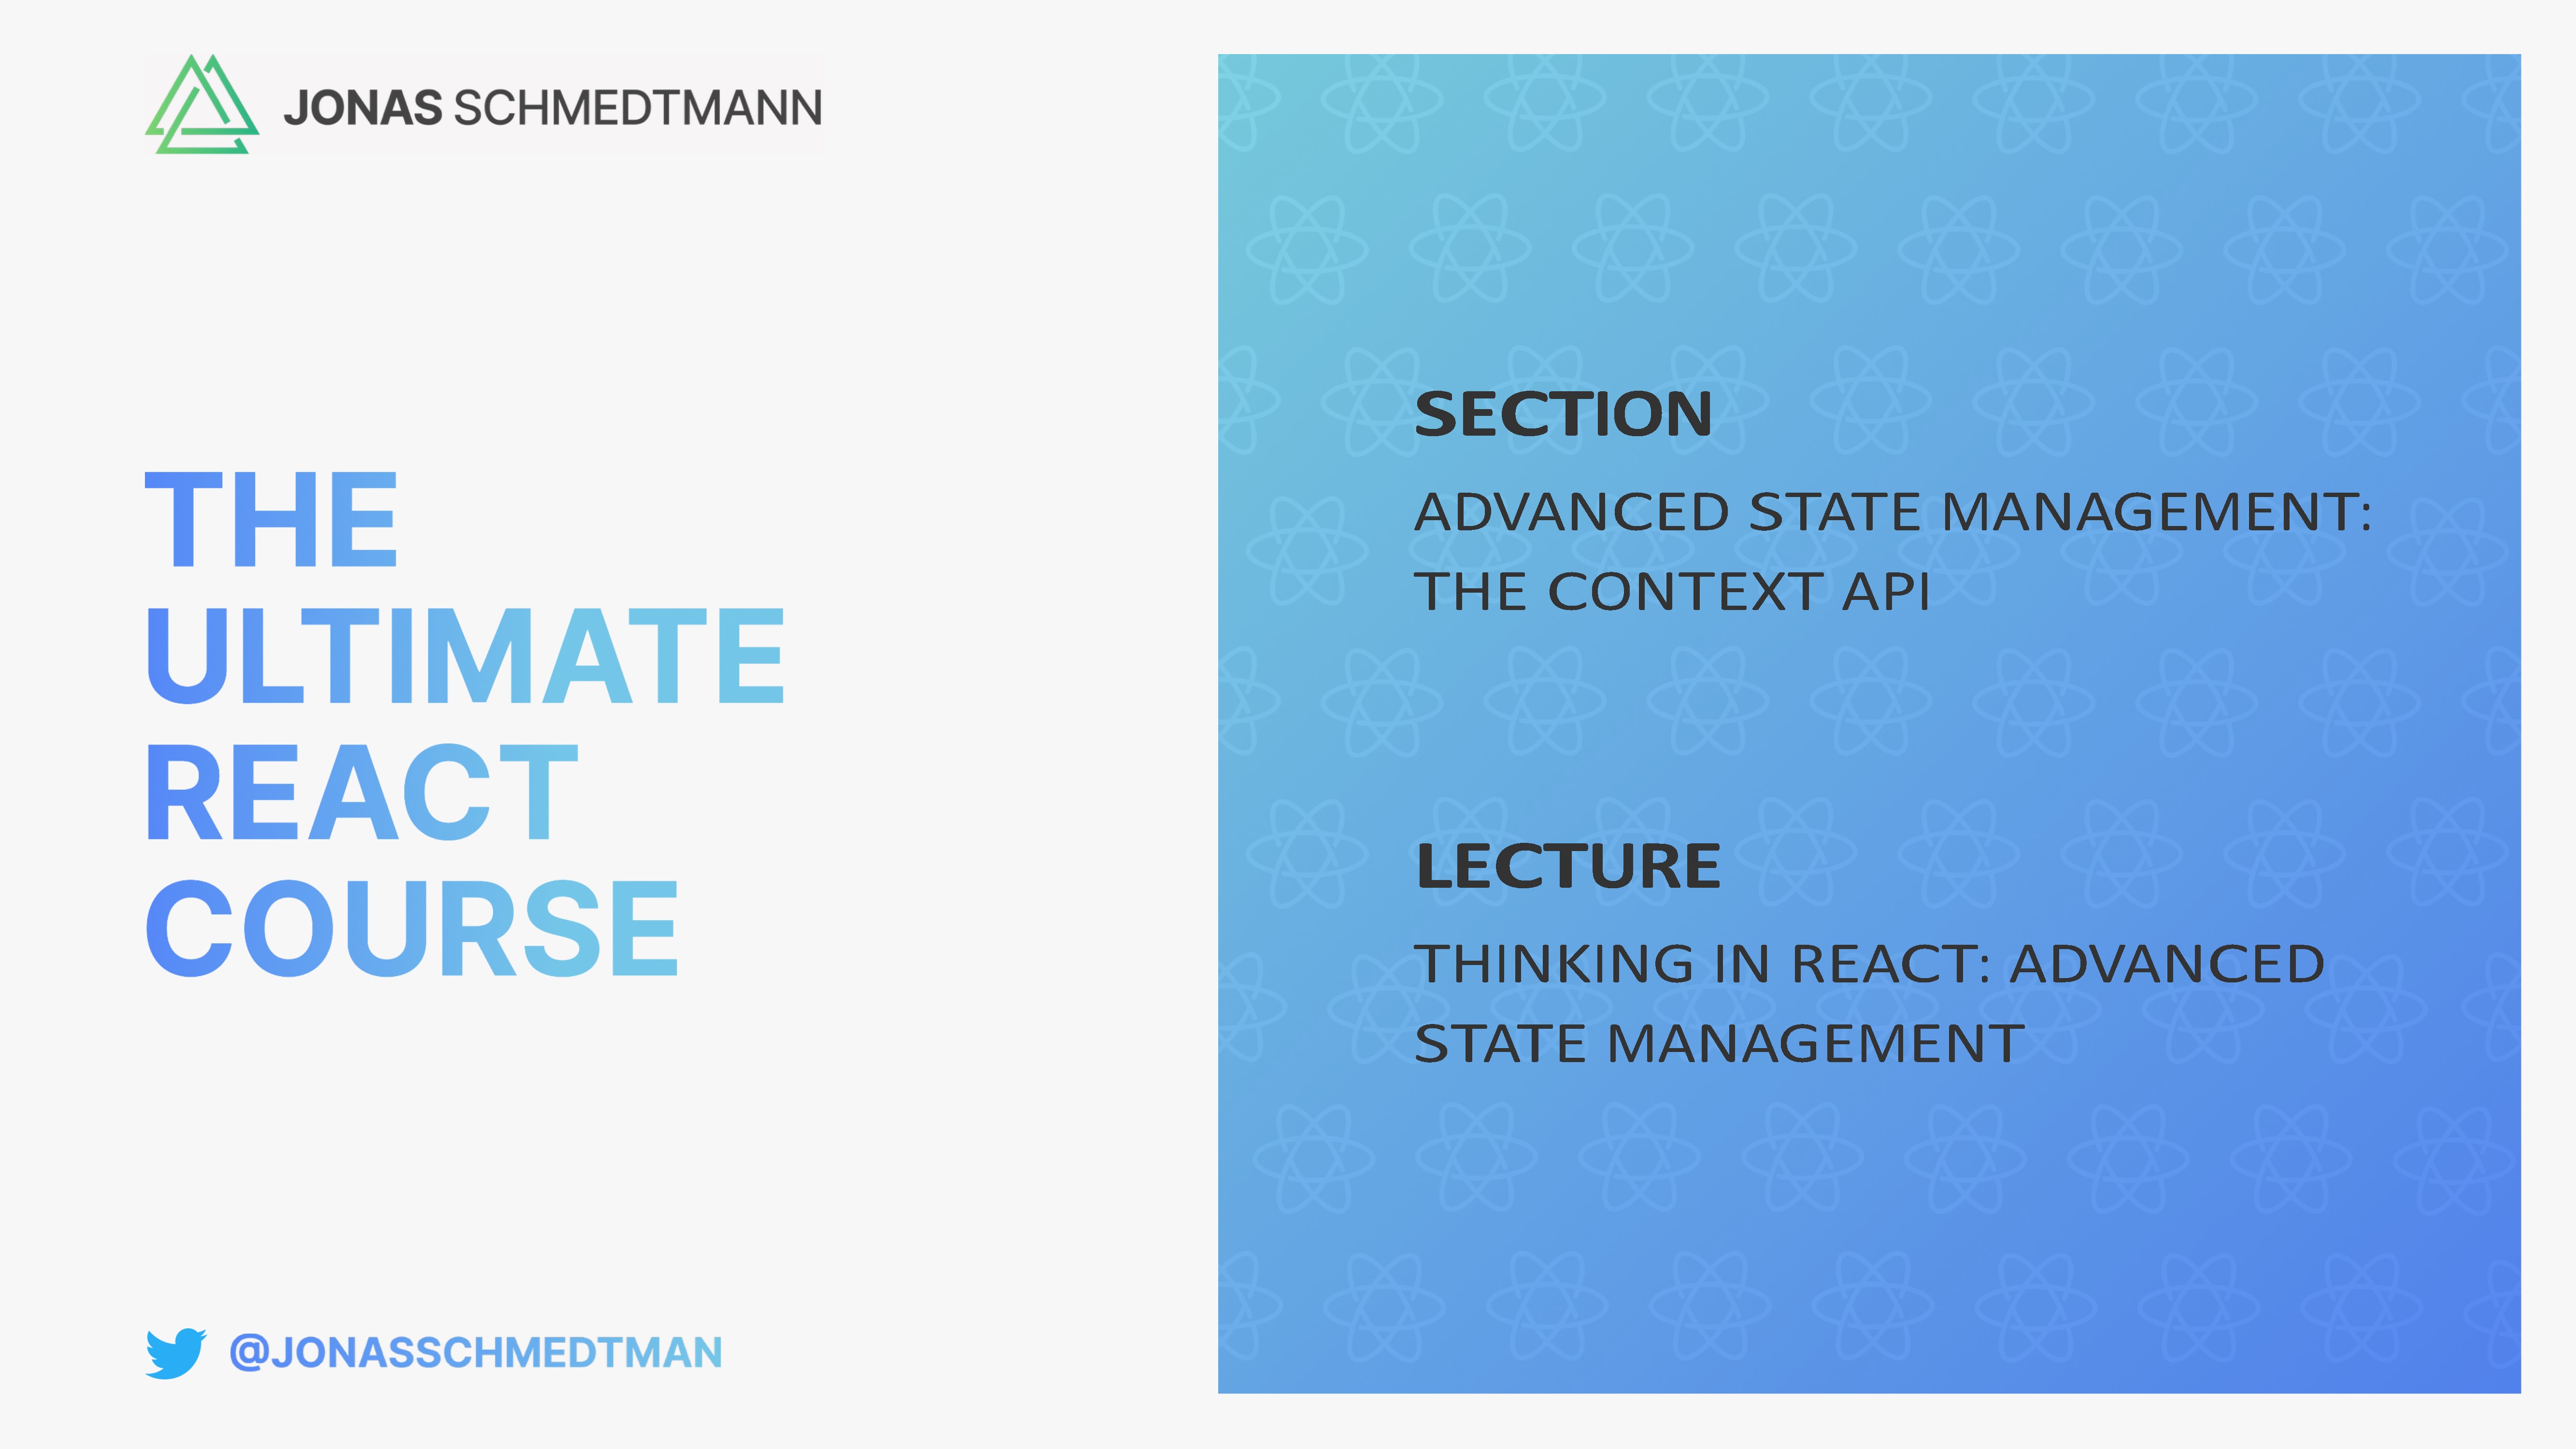 JONAS SCHMEDTMANN
THE
ULTIMATE
REACT
COURSE
@JONASSCHMEDTMAN
SECTION
ADVANCED STATE MANAGEMENT:
THE CONTEXT API
LECTURE
THINKING IN REACT: ADVANCED
STATE MANAGEMENT